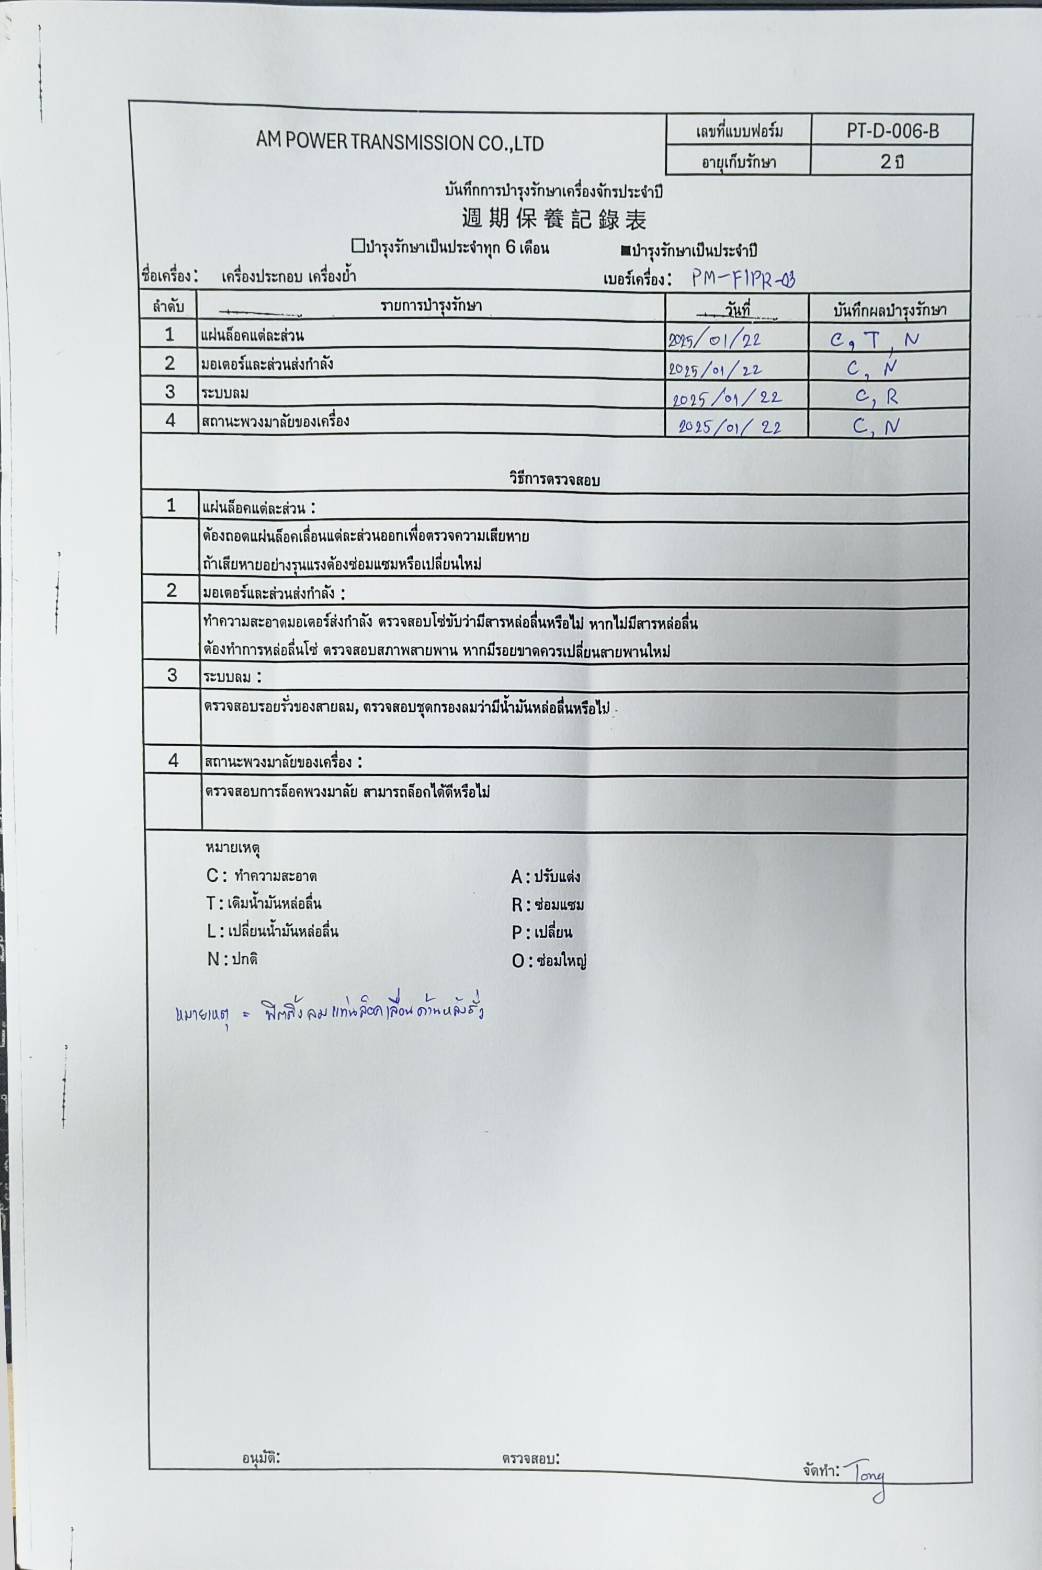 AM POWER TRANSMISSION CO.,LTD
เลขที่แบบฟอร์ม PT-D-006-B
อายุเก็บรักษา 2 ปี
บันทึกการบำรุงรักษาเครื่องจักรประจำปี
週期保養記錄表
☐บำรุงรักษาเป็นประจำทุก 6 เดือน ■บำรุงรักษาเป็นประจำปี
ชื่อเครื่อง: เครื่องประกอบ เครื่องย้ำ เบอร์เครื่อง: PM-FIPR-03
ลำดับ รายการบำรุงรักษา วันที่ บันทึกผลบำรุงรักษา
1 แผ่นล็อคแต่ละส่วน 2025/01/22 C, T, N
2 มอเตอร์และส่วนส่งกำลัง 2025/01/22 C, N
3 ระบบลม 2025/01/22 C, R
4 สถานะพวงมาลัยของเครื่อง 2025/01/22 C, N
วิธีการตรวจสอบ
1 แผ่นล็อคแต่ละส่วน :
ต้องถอดแผ่นล็อคเลื่อนแต่ละส่วนออกเพื่อตรวจความเสียหาย
ถ้าเสียหายอย่างรุนแรงต้องซ่อมแซมหรือเปลี่ยนใหม่
2 มอเตอร์และส่วนส่งกำลัง :
ทำความสะอาดมอเตอร์ส่งกำลัง ตรวจสอบโซ่ขับว่ามีสารหล่อลื่นหรือไม่ หากไม่มีสารหล่อลื่น
ต้องทำการหล่อลื่นโซ่ ตรวจสอบสภาพสายพาน หากมีรอยขาดควรเปลี่ยนสายพานใหม่
3 ระบบลม :
ตรวจสอบรอยรั่วของสายลม, ตรวจสอบชุดกรองลมว่ามีน้ำมันหล่อลื่นหรือไม่
4 สถานะพวงมาลัยของเครื่อง :
ตรวจสอบการล็อคพวงมาลัย สามารถล็อกได้ดีหรือไม่
หมายเหตุ
C : ทำความสะอาด A : ปรับแต่ง
T : เติมน้ำมันหล่อลื่น R : ซ่อมแซม
L : เปลี่ยนน้ำมันหล่อลื่น P : เปลี่ยน
N : ปกติ O : ซ่อมใหญ่
หมายเหตุ = ฟิตติ้งลมแท่นล็อคเลื่อนด้านหลังรั่ว
อนุมัติ: ตรวจสอบ: จัดทำ: Tong